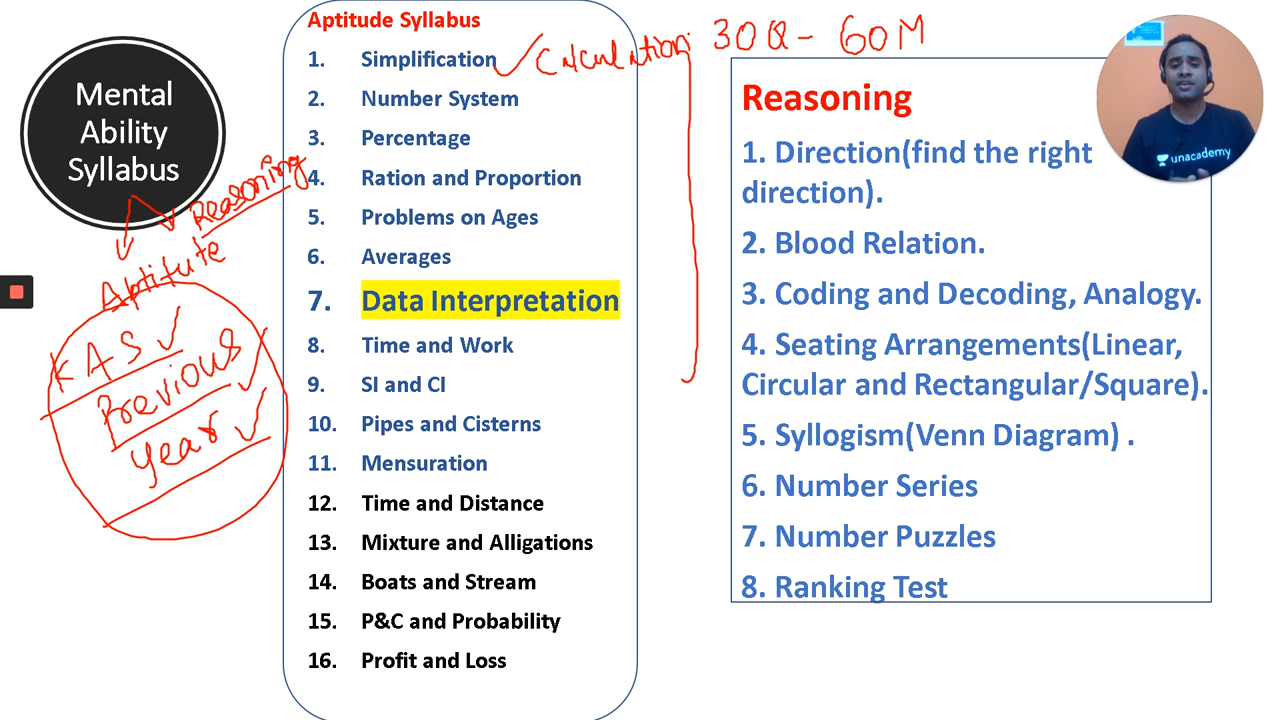 Mental
Ability
Syllabus
Reasoning
Aptitute
KAS
Previous
Year
Aptitude Syllabus
1. Simplification
Calculation
30Q - 60M
2. Number System
3. Percentage
4. Ration and Proportion
5. Problems on Ages
6. Averages
7. Data Interpretation
8. Time and Work
9. SI and CI
10. Pipes and Cisterns
11. Mensuration
12. Time and Distance
13. Mixture and Alligations
14. Boats and Stream
15. P&C and Probability
16. Profit and Loss
Reasoning
1. Direction(find the right
direction).
2. Blood Relation.
3. Coding and Decoding, Analogy.
4. Seating Arrangements(Linear,
Circular and Rectangular/Square).
5. Syllogism(Venn Diagram) .
6. Number Series
7. Number Puzzles
8. Ranking Test
unacademy